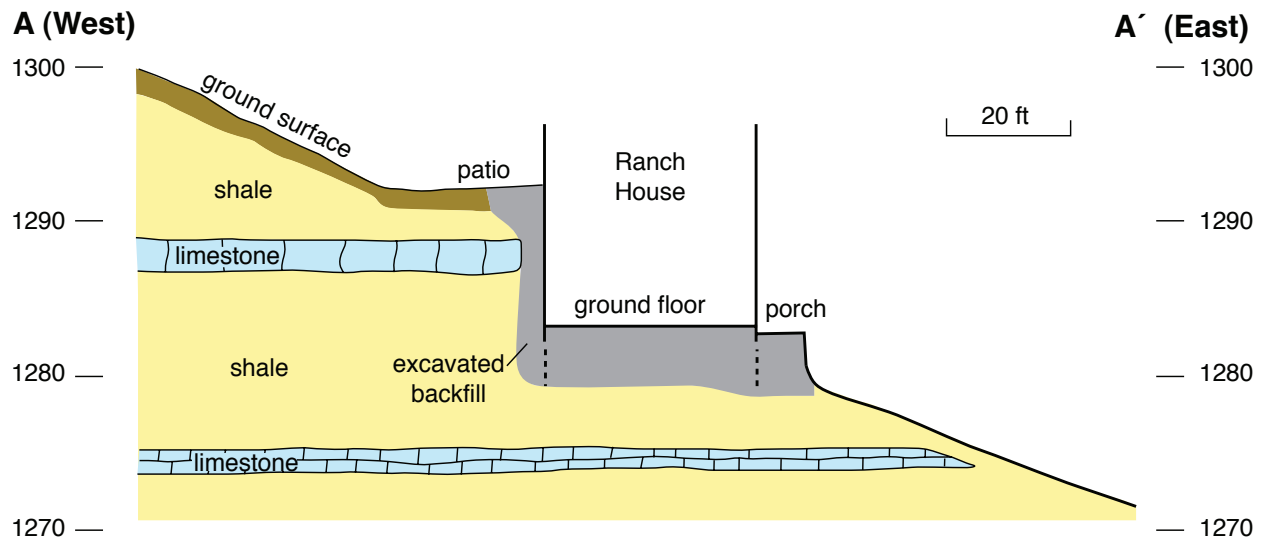 A (West)
A´ (East)
1300
1300
ground surface
20 ft
patio
Ranch
House
shale
1290
1290
limestone
ground floor
porch
shale
excavated
backfill
1280
1280
limestone
1270
1270